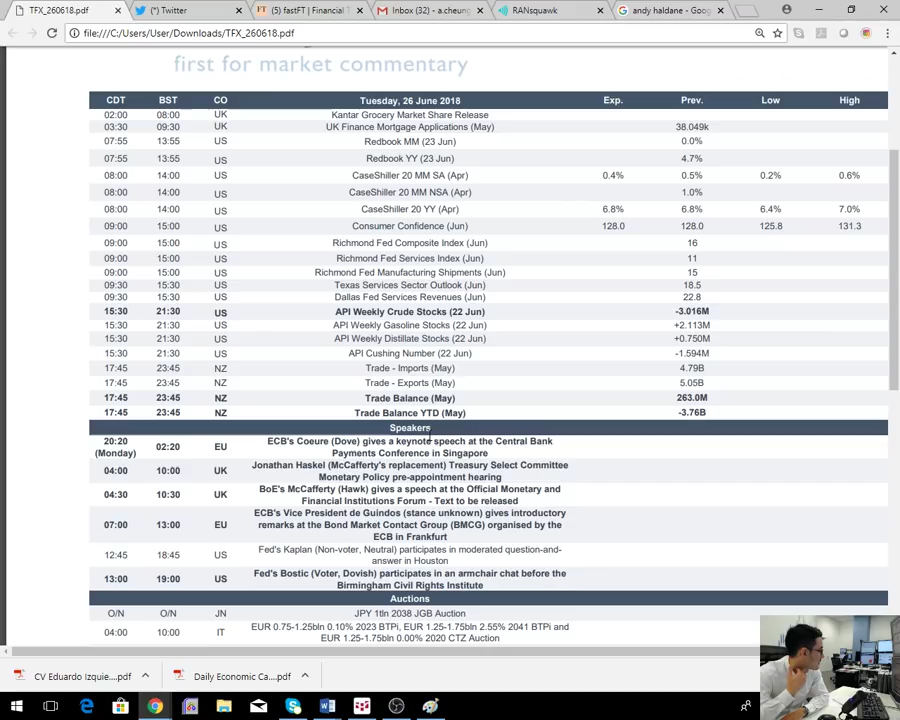 TFX_260618.pdf
(*) Twitter
fastFT | Financial T
Inbox (32) - a.cheung
RANsquawk
andy haldane - Goog
file:///C:/Users/User/Downloads/TFX_260618.pdf
first for market commentary
CDT BST CO Tuesday, 26 June 2018 Exp. Prev. Low High
02:00 08:00 UK Kantar Grocery Market Share Release
03:30 09:30 UK UK Finance Mortgage Applications (May) 38.049k
07:55 13:55 US Redbook MM (23 Jun) 0.0%
07:55 13:55 US Redbook YY (23 Jun) 4.7%
08:00 14:00 US CaseShiller 20 MM SA (Apr) 0.4% 0.5% 0.2% 0.6%
08:00 14:00 US CaseShiller 20 MM NSA (Apr) 1.0%
08:00 14:00 US CaseShiller 20 YY (Apr) 6.8% 6.8% 6.4% 7.0%
09:00 15:00 US Consumer Confidence (Jun) 128.0 128.0 125.8 131.3
09:00 15:00 US Richmond Fed Composite Index (Jun) 16
09:00 15:00 US Richmond Fed Services Index (Jun) 11
09:00 15:00 US Richmond Fed Manufacturing Shipments (Jun) 15
09:30 15:30 US Texas Services Sector Outlook (Jun) 18.5
09:30 15:30 US Dallas Fed Services Revenues (Jun) 22.8
15:30 21:30 US API Weekly Crude Stocks (22 Jun) -3.016M
15:30 21:30 US API Weekly Gasoline Stocks (22 Jun) +2.113M
15:30 21:30 US API Weekly Distillate Stocks (22 Jun) +0.750M
15:30 21:30 US API Cushing Number (22 Jun) -1.594M
17:45 23:45 NZ Trade - Imports (May) 4.79B
17:45 23:45 NZ Trade - Exports (May) 5.05B
17:45 23:45 NZ Trade Balance (May) 263.0M
17:45 23:45 NZ Trade Balance YTD (May) -3.76B
Speakers
20:20 (Monday) 02:20 EU ECB's Coeure (Dove) gives a keynote speech at the Central Bank
Payments Conference in Singapore
04:00 10:00 UK Jonathan Haskel (McCafferty's replacement) Treasury Select Committee
Monetary Policy pre-appointment hearing
04:30 10:30 UK BoE's McCafferty (Hawk) gives a speech at the Official Monetary and
Financial Institutions Forum - Text to be released
07:00 13:00 EU ECB's Vice President de Guindos (stance unknown) gives introductory
remarks at the Bond Market Contact Group (BMCG) organised by the
ECB in Frankfurt
12:45 18:45 US Fed's Kaplan (Non-voter, Neutral) participates in moderated question-and-
answer in Houston
13:00 19:00 US Fed's Bostic (Voter, Dovish) participates in an armchair chat before the
Birmingham Civil Rights Institute
Auctions
O/N O/N JN JPY 1tln 2038 JGB Auction
04:00 10:00 IT EUR 0.75-1.25bln 0.10% 2023 BTPi, EUR 1.25-1.75bln 2.55% 2041 BTPi and
EUR 1.25-1.75bln 0.00% 2020 CTZ Auction
CV Eduardo Izquie....pdf
Daily Economic Ca....pdf